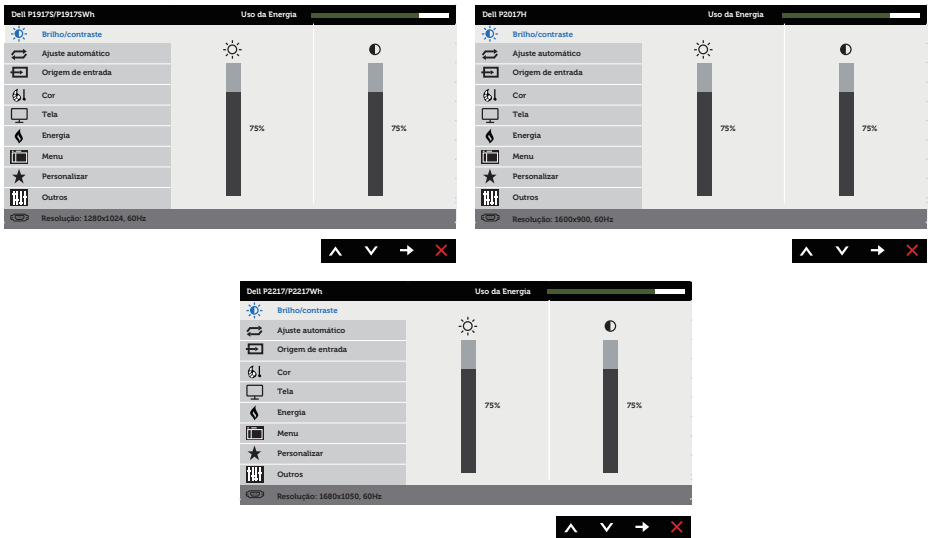 Dell P1917S/P1917SWh Uso da Energia
Brilho/contraste
Ajuste automático
Origem de entrada
Cor
Tela
Energia
Menu
Personalizar
Outros
75% 75%
Resolução: 1280x1024, 60Hz
Dell P2017H Uso da Energia
Brilho/contraste
Ajuste automático
Origem de entrada
Cor
Tela
Energia
Menu
Personalizar
Outros
75% 75%
Resolução: 1600x900, 60Hz
Dell P2217/P2217Wh Uso da Energia
Brilho/contraste
Ajuste automático
Origem de entrada
Cor
Tela
Energia
Menu
Personalizar
Outros
75% 75%
Resolução: 1680x1050, 60Hz